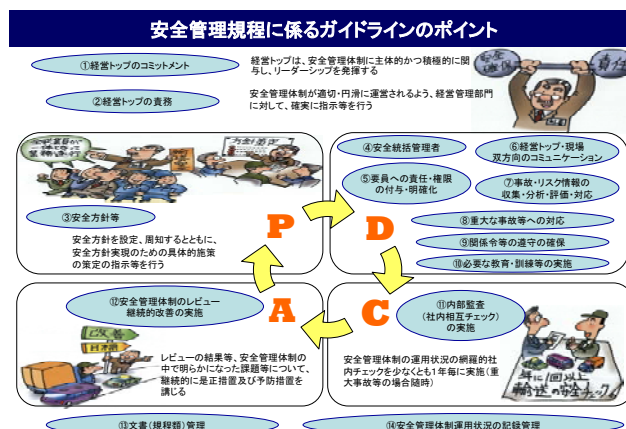 安全管理規程に係るガイドラインのポイント
①経営トップのコミットメント
経営トップは、安全管理体制に主体的かつ積極的に関
与し、リーダーシップを発揮する
②経営トップの責務
安全管理体制が適切・円滑に運営されるよう、経営管理部門
に対して、確実に指示等を行う
③安全方針等
安全方針を設定、周知するとともに、
安全方針実現のための具体的施策
の策定の指示等を行う
P
④安全統括管理者
⑤要員への責任・権限
の付与・明確化
⑥経営トップ・現場
双方向のコミュニケーション
⑦事故・リスク情報の
収集・分析・評価・対応
⑧重大な事故等への対応
⑨関係令等の遵守の確保
⑩必要な教育・訓練等の実施
D
⑫安全管理体制のレビュー
継続的改善の実施
A
改善
目標
レビューの結果等、安全管理体制の
中で明らかになった課題等について、
継続的に是正措置及び予防措置を
講じる
C
⑪内部監査
(社内相互チェック)
の実施
安全管理体制の運用状況の網羅的社
内チェックを少なくとも1年毎に実施(重
大事故等の場合随時)
年に1回以上
輸送の安全チェック!
⑬文書(規程類)管理
⑭安全管理体制運用状況の記録管理